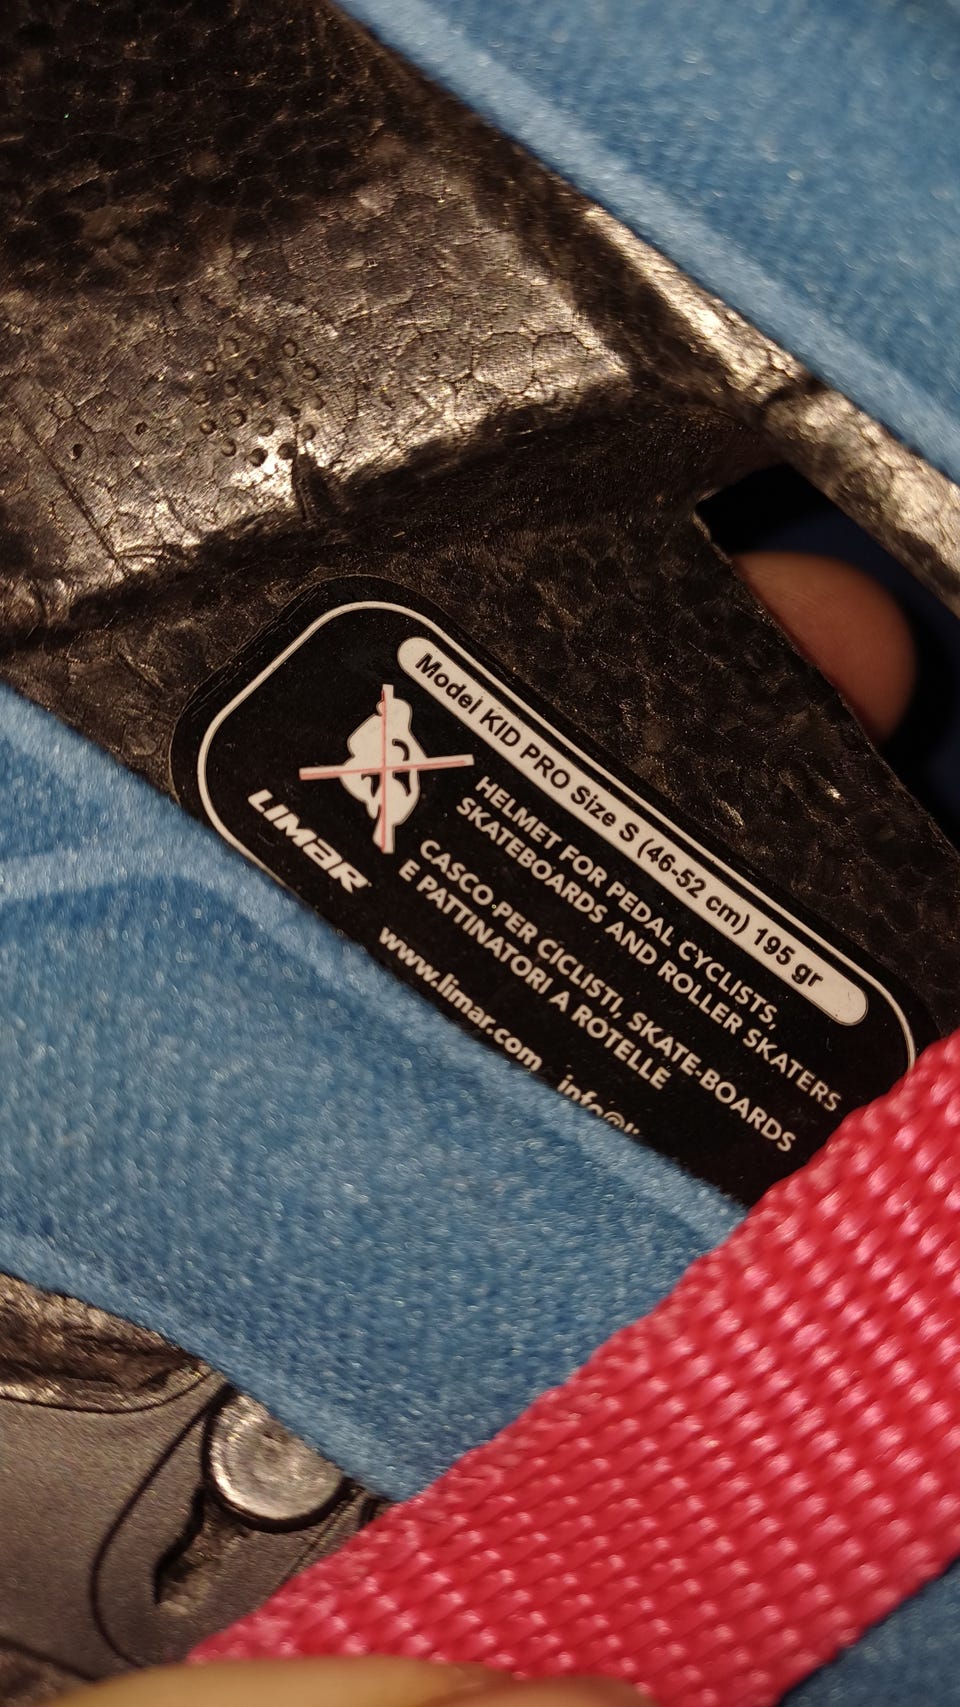 Model KID PRO Size S (46-52 cm) 195 gr
HELMET FOR PEDAL CYCLISTS,
SKATEBOARDS AND ROLLER SKATERS
CASCO PER CICLISTI, SKATE-BOARDS
E PATTINATORI A ROTELLE
LIMAR
www.limar.com